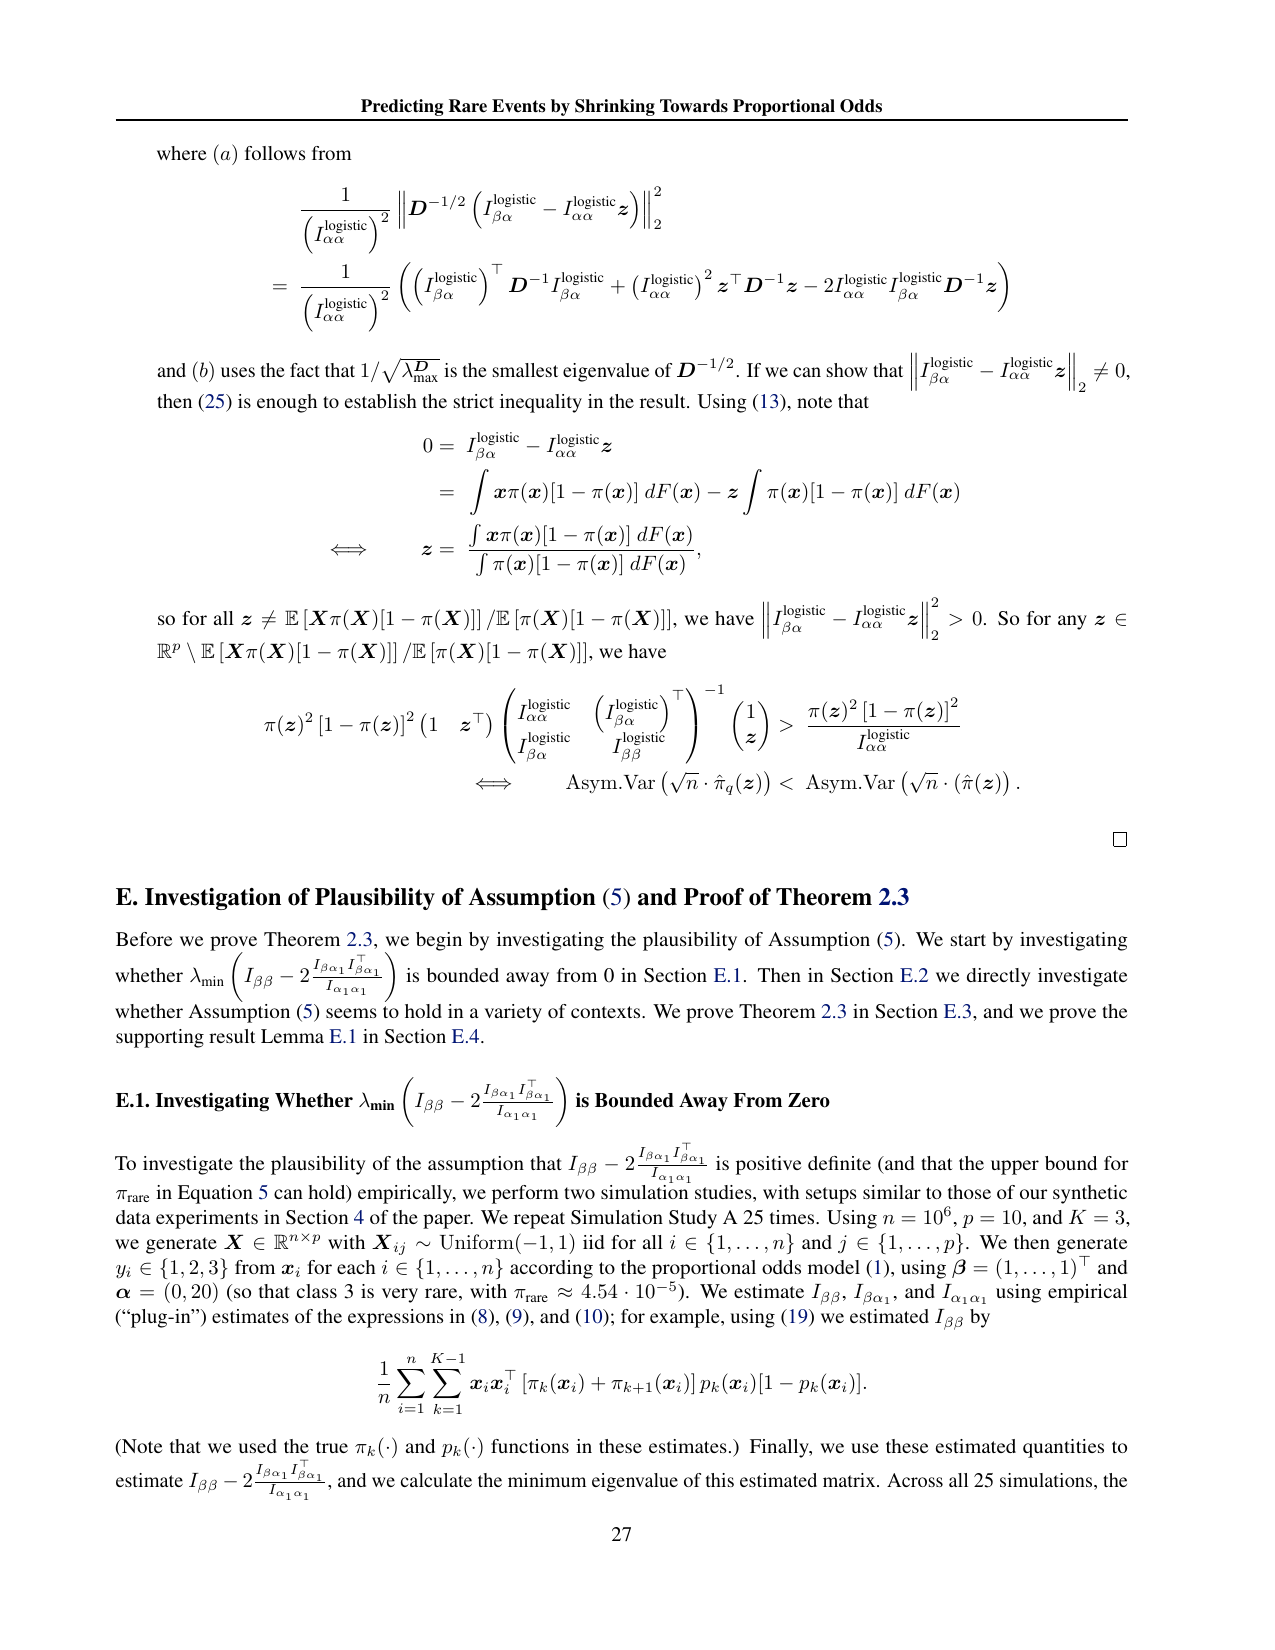 Predicting Rare Events by Shrinking Towards Proportional Odds
where (a) follows from
$\frac{1}{\left(I_{\alpha\alpha}^{\text{logistic}}\right)^2} \left\| \boldsymbol{D}^{-1/2} \left( I_{\beta\alpha}^{\text{logistic}} - I_{\alpha\alpha}^{\text{logistic}} \boldsymbol{z} \right) \right\|_2^2$
$= \frac{1}{\left(I_{\alpha\alpha}^{\text{logistic}}\right)^2} \left( \left( I_{\beta\alpha}^{\text{logistic}} \right)^\top \boldsymbol{D}^{-1} I_{\beta\alpha}^{\text{logistic}} + \left( I_{\alpha\alpha}^{\text{logistic}} \right)^2 \boldsymbol{z}^\top \boldsymbol{D}^{-1} \boldsymbol{z} - 2 I_{\alpha\alpha}^{\text{logistic}} I_{\beta\alpha}^{\text{logistic}} \boldsymbol{D}^{-1} \boldsymbol{z} \right)$
and (b) uses the fact that $1/\sqrt{\lambda_{\max}^{\boldsymbol{D}}}$ is the smallest eigenvalue of $\boldsymbol{D}^{-1/2}$. If we can show that $\left\| I_{\beta\alpha}^{\text{logistic}} - I_{\alpha\alpha}^{\text{logistic}} \boldsymbol{z} \right\|_2 \neq 0$,
then (25) is enough to establish the strict inequality in the result. Using (13), note that
$0 = I_{\beta\alpha}^{\text{logistic}} - I_{\alpha\alpha}^{\text{logistic}} \boldsymbol{z}$
$= \int \boldsymbol{x} \pi(\boldsymbol{x})[1 - \pi(\boldsymbol{x})] \, dF(\boldsymbol{x}) - \boldsymbol{z} \int \pi(\boldsymbol{x})[1 - \pi(\boldsymbol{x})] \, dF(\boldsymbol{x})$
$\iff \boldsymbol{z} = \frac{\int \boldsymbol{x} \pi(\boldsymbol{x})[1 - \pi(\boldsymbol{x})] \, dF(\boldsymbol{x})}{\int \pi(\boldsymbol{x})[1 - \pi(\boldsymbol{x})] \, dF(\boldsymbol{x})},$
so for all $\boldsymbol{z} \neq \mathbb{E}[\boldsymbol{X}\pi(\boldsymbol{X})[1 - \pi(\boldsymbol{X})]] / \mathbb{E}[\pi(\boldsymbol{X})[1 - \pi(\boldsymbol{X})]]$, we have $\left\| I_{\beta\alpha}^{\text{logistic}} - I_{\alpha\alpha}^{\text{logistic}} \boldsymbol{z} \right\|_2^2 > 0$. So for any $\boldsymbol{z} \in$
$\mathbb{R}^p \setminus \mathbb{E}[\boldsymbol{X}\pi(\boldsymbol{X})[1 - \pi(\boldsymbol{X})]] / \mathbb{E}[\pi(\boldsymbol{X})[1 - \pi(\boldsymbol{X})]]$, we have
$\pi(\boldsymbol{z})^2 [1 - \pi(\boldsymbol{z})]^2 \begin{pmatrix} 1 & \boldsymbol{z}^\top \end{pmatrix} \begin{pmatrix} I_{\alpha\alpha}^{\text{logistic}} & \left( I_{\beta\alpha}^{\text{logistic}} \right)^\top \\ I_{\beta\alpha}^{\text{logistic}} & I_{\beta\beta}^{\text{logistic}} \end{pmatrix}^{-1} \begin{pmatrix} 1 \\ \boldsymbol{z} \end{pmatrix} > \frac{\pi(\boldsymbol{z})^2 [1 - \pi(\boldsymbol{z})]^2}{I_{\alpha\alpha}^{\text{logistic}}}$
$\iff \text{Asym.Var}\left( \sqrt{n} \cdot \hat{\pi}_q(\boldsymbol{z}) \right) < \text{Asym.Var}\left( \sqrt{n} \cdot (\hat{\pi}(\boldsymbol{z}) \right).$
□
E. Investigation of Plausibility of Assumption (5) and Proof of Theorem 2.3
Before we prove Theorem 2.3, we begin by investigating the plausibility of Assumption (5). We start by investigating
whether $\lambda_{\min} \left( I_{\beta\beta} - 2 \frac{I_{\beta\alpha_1} I_{\beta\alpha_1}^\top}{I_{\alpha_1\alpha_1}} \right)$ is bounded away from 0 in Section E.1. Then in Section E.2 we directly investigate
whether Assumption (5) seems to hold in a variety of contexts. We prove Theorem 2.3 in Section E.3, and we prove the
supporting result Lemma E.1 in Section E.4.
E.1. Investigating Whether $\lambda_{\min} \left( I_{\beta\beta} - 2 \frac{I_{\beta\alpha_1} I_{\beta\alpha_1}^\top}{I_{\alpha_1\alpha_1}} \right)$ is Bounded Away From Zero
To investigate the plausibility of the assumption that $I_{\beta\beta} - 2 \frac{I_{\beta\alpha_1} I_{\beta\alpha_1}^\top}{I_{\alpha_1\alpha_1}}$ is positive definite (and that the upper bound for
$\pi_{\text{rare}}$ in Equation 5 can hold) empirically, we perform two simulation studies, with setups similar to those of our synthetic
data experiments in Section 4 of the paper. We repeat Simulation Study A 25 times. Using $n = 10^6$, $p = 10$, and $K = 3$,
we generate $\boldsymbol{X} \in \mathbb{R}^{n \times p}$ with $\boldsymbol{X}_{ij} \sim \text{Uniform}(-1, 1)$ iid for all $i \in \{1, \ldots, n\}$ and $j \in \{1, \ldots, p\}$. We then generate
$y_i \in \{1, 2, 3\}$ from $\boldsymbol{x}_i$ for each $i \in \{1, \ldots, n\}$ according to the proportional odds model (1), using $\boldsymbol{\beta} = (1, \ldots, 1)^\top$ and
$\boldsymbol{\alpha} = (0, 20)$ (so that class 3 is very rare, with $\pi_{\text{rare}} \approx 4.54 \cdot 10^{-5}$). We estimate $I_{\beta\beta}$, $I_{\beta\alpha_1}$, and $I_{\alpha_1\alpha_1}$ using empirical
(“plug-in”) estimates of the expressions in (8), (9), and (10); for example, using (19) we estimated $I_{\beta\beta}$ by
$\frac{1}{n} \sum_{i=1}^{n} \sum_{k=1}^{K-1} \boldsymbol{x}_i \boldsymbol{x}_i^\top [\pi_k(\boldsymbol{x}_i) + \pi_{k+1}(\boldsymbol{x}_i)] p_k(\boldsymbol{x}_i)[1 - p_k(\boldsymbol{x}_i)].$
(Note that we used the true $\pi_k(\cdot)$ and $p_k(\cdot)$ functions in these estimates.) Finally, we use these estimated quantities to
estimate $I_{\beta\beta} - 2 \frac{I_{\beta\alpha_1} I_{\beta\alpha_1}^\top}{I_{\alpha_1\alpha_1}}$, and we calculate the minimum eigenvalue of this estimated matrix. Across all 25 simulations, the
27